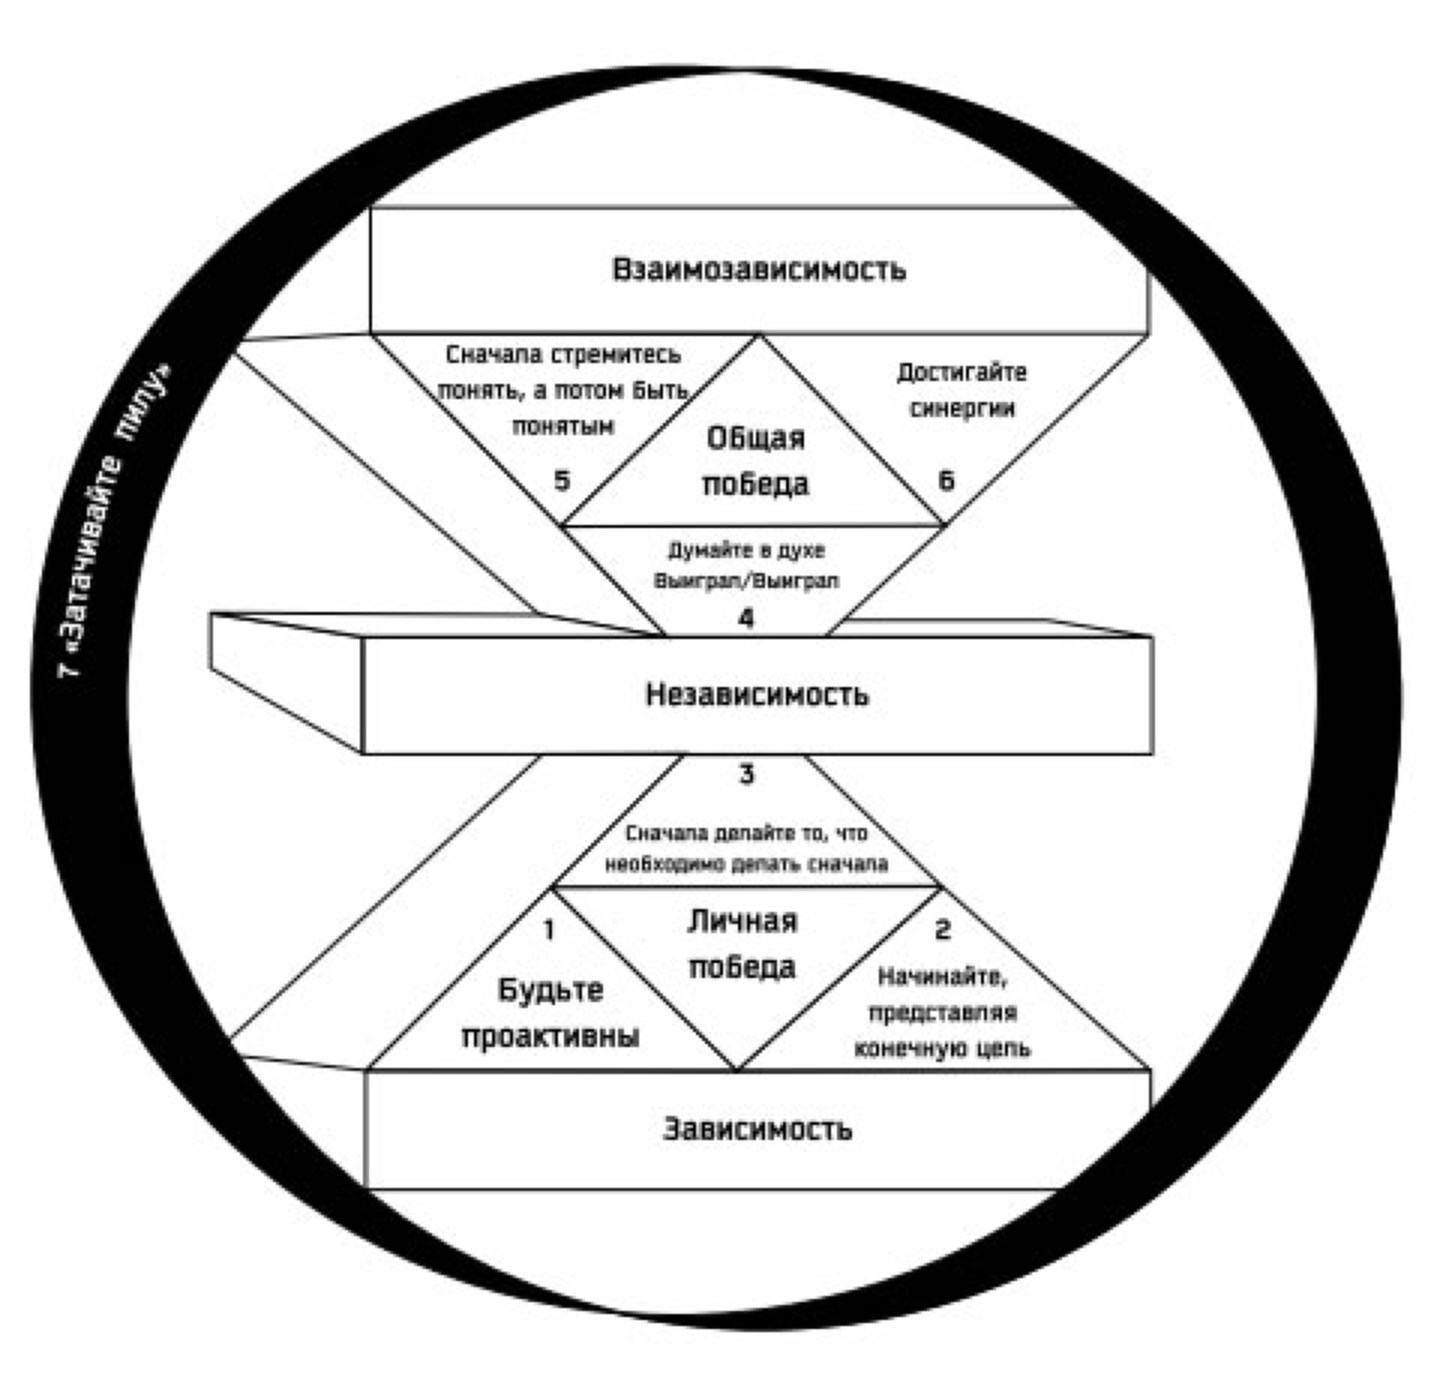 Взаимозависимость
Сначала стремитесь
понять, а потом быть
понятым
5
Общая
победа
Достигайте
синергии
6
Думайте в духе
Выиграл/Выиграл
4
7 «Затачивайте пилу»
Независимость
3
Сначала делайте то, что
необходимо делать сначала
1
Будьте
проактивны
Личная
победа
2
Начинайте,
представляя
конечную цель
Зависимость